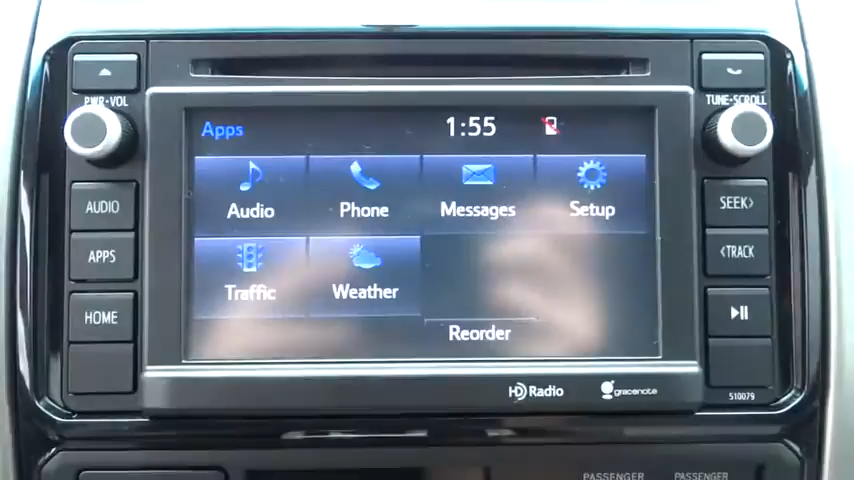 PWR·VOL
TUNE·SCROLL
Apps
1:55
Audio
Phone
Messages
Setup
Traffic
Weather
Reorder
AUDIO
APPS
HOME
SEEK>
<TRACK
HD Radio
gracenote
510079
PASSENGER
PASSENGER